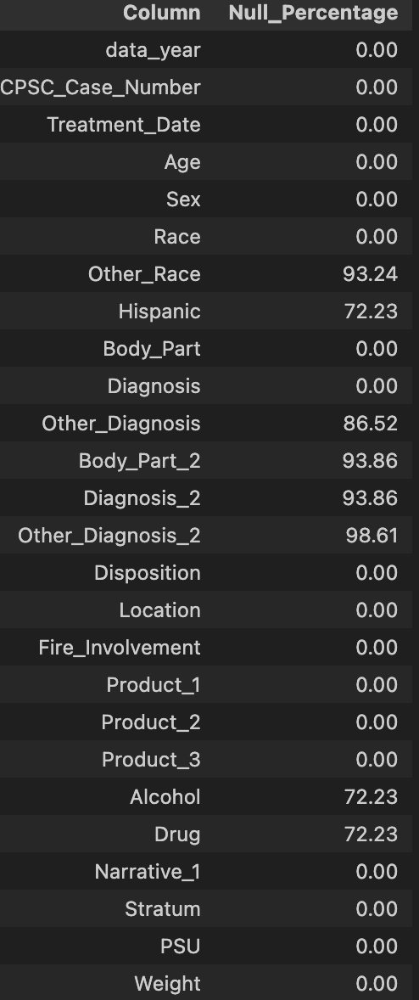 Column Null_Percentage
data_year 0.00
CPSC_Case_Number 0.00
Treatment_Date 0.00
Age 0.00
Sex 0.00
Race 0.00
Other_Race 93.24
Hispanic 72.23
Body_Part 0.00
Diagnosis 0.00
Other_Diagnosis 86.52
Body_Part_2 93.86
Diagnosis_2 93.86
Other_Diagnosis_2 98.61
Disposition 0.00
Location 0.00
Fire_Involvement 0.00
Product_1 0.00
Product_2 0.00
Product_3 0.00
Alcohol 72.23
Drug 72.23
Narrative_1 0.00
Stratum 0.00
PSU 0.00
Weight 0.00